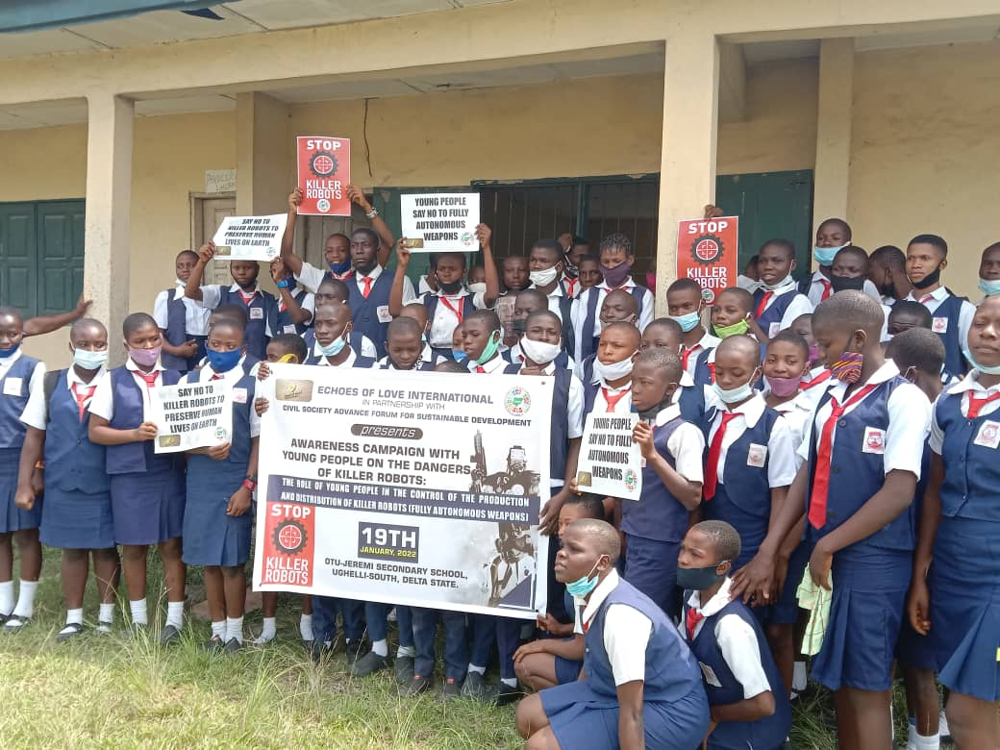 STOP
KILLER
ROBOTS
SAY NO TO
KILLER ROBOTS TO
PRESERVE HUMAN
LIVES ON EARTH
YOUNG PEOPLE
SAY NO TO FULLY
AUTONOMOUS
WEAPONS
STOP
KILLER
ROBOTS
SAY NO TO
KILLER ROBOTS TO
PRESERVE HUMAN
LIVES ON EARTH
ECHOES OF LOVE INTERNATIONAL
IN PARTNERSHIP WITH
CIVIL SOCIETY ADVANCE FORUM FOR SUSTAINABLE DEVELOPMENT
presents
AWARENESS CAMPAIGN WITH
YOUNG PEOPLE ON THE DANGERS
OF KILLER ROBOTS:
THE ROLE OF YOUNG PEOPLE IN THE CONTROL OF THE PRODUCTION
AND DISTRIBUTION OF KILLER ROBOTS (FULLY AUTONOMOUS WEAPONS)
STOP
KILLER
ROBOTS
19TH
JANUARY, 2022
OTU-JEREMI SECONDARY SCHOOL,
UGHELLI-SOUTH, DELTA STATE.
YOUNG PEOPLE
SAY NO TO FULLY
AUTONOMOUS
WEAPONS